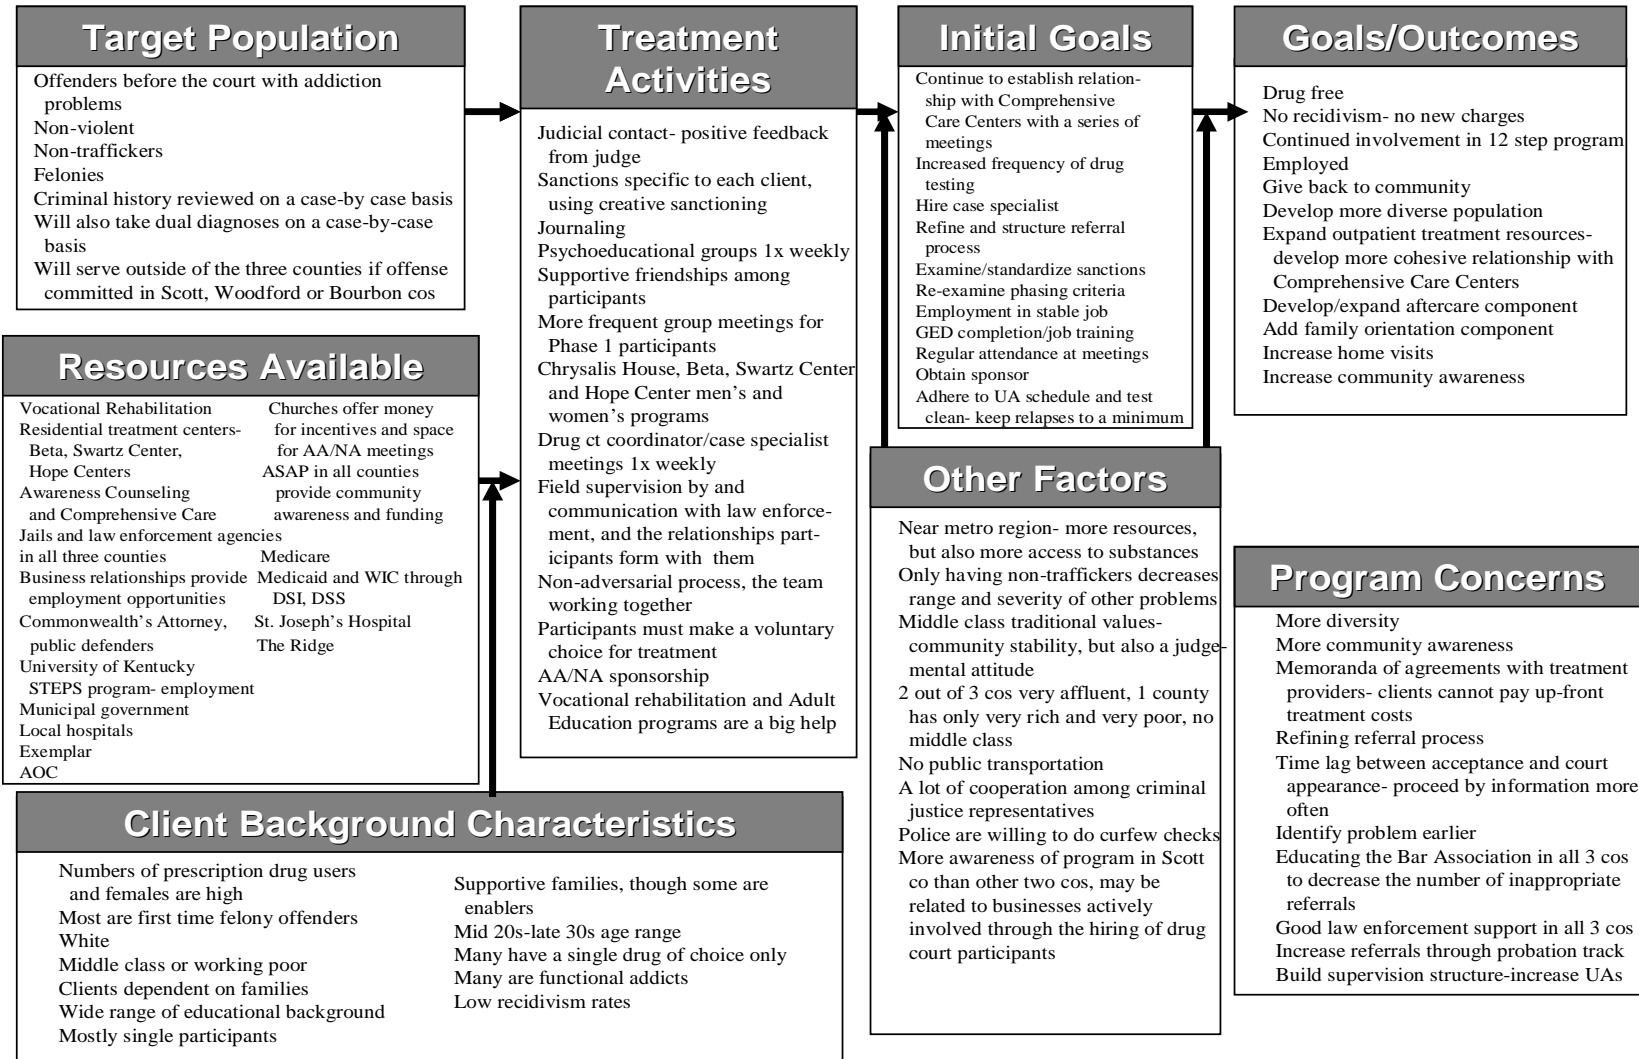 Target Population
Offenders before the court with addiction
problems
Non-violent
Non-traffickers
Felonies
Criminal history reviewed on a case-by case basis
Will also take dual diagnoses on a case-by-case
basis
Will serve outside of the three counties if offense
committed in Scott, Woodford or Bourbon cos
Resources Available
Vocational Rehabilitation
Residential treatment centers-
Beta, Swartz Center,
Hope Centers
Awareness Counseling
and Comprehensive Care
Jails and law enforcement agencies
in all three counties
Business relationships provide
employment opportunities
Commonwealth's Attorney,
public defenders
University of Kentucky
STEPS program- employment
Municipal government
Local hospitals
Exemplar
AOC
Churches offer money
for incentives and space
for AA/NA meetings
ASAP in all counties
provide community
awareness and funding
Medicare
Medicaid and WIC through
DSI, DSS
St. Joseph's Hospital
The Ridge
Treatment
Activities
Judicial contact- positive feedback
from judge
Sanctions specific to each client,
using creative sanctioning
Journaling
Psychoeducational groups 1x weekly
Supportive friendships among
participants
More frequent group meetings for
Phase 1 participants
Chrysalis House, Beta, Swartz Center
and Hope Center men's and
women's programs
Drug ct coordinator/case specialist
meetings 1x weekly
Field supervision by and
communication with law enforce-
ment, and the relationships part-
icipants form with them
Non-adversarial process, the team
working together
Participants must make a voluntary
choice for treatment
AA/NA sponsorship
Vocational rehabilitation and Adult
Education programs are a big help
Initial Goals
Continue to establish relation-
ship with Comprehensive
Care Centers with a series of
meetings
Increased frequency of drug
testing
Hire case specialist
Refine and structure referral
process
Examine/standardize sanctions
Re-examine phasing criteria
Employment in stable job
GED completion/job training
Regular attendance at meetings
Obtain sponsor
Adhere to UA schedule and test
clean- keep relapses to a minimum
Goals/Outcomes
Drug free
No recidivism- no new charges
Continued involvement in 12 step program
Employed
Give back to community
Develop more diverse population
Expand outpatient treatment resources-
develop more cohesive relationship with
Comprehensive Care Centers
Develop/expand aftercare component
Add family orientation component
Increase home visits
Increase community awareness
Other Factors
Near metro region- more resources,
but also more access to substances
Only having non-traffickers decreases
range and severity of other problems
Middle class traditional values-
community stability, but also a judge-
mental attitude
2 out of 3 cos very affluent, 1 county
has only very rich and very poor, no
middle class
No public transportation
A lot of cooperation among criminal
justice representatives
Police are willing to do curfew checks
More awareness of program in Scott
co than other two cos, may be
related to businesses actively
involved through the hiring of drug
court participants
Program Concerns
More diversity
More community awareness
Memoranda of agreements with treatment
providers- clients cannot pay up-front
treatment costs
Refining referral process
Time lag between acceptance and court
appearance- proceed by information more
often
Identify problem earlier
Educating the Bar Association in all 3 cos
to decrease the number of inappropriate
referrals
Good law enforcement support in all 3 cos
Increase referrals through probation track
Build supervision structure-increase UAs
Client Background Characteristics
Numbers of prescription drug users
and females are high
Most are first time felony offenders
White
Middle class or working poor
Clients dependent on families
Wide range of educational background
Mostly single participants
Supportive families, though some are
enablers
Mid 20s-late 30s age range
Many have a single drug of choice only
Many are functional addicts
Low recidivism rates